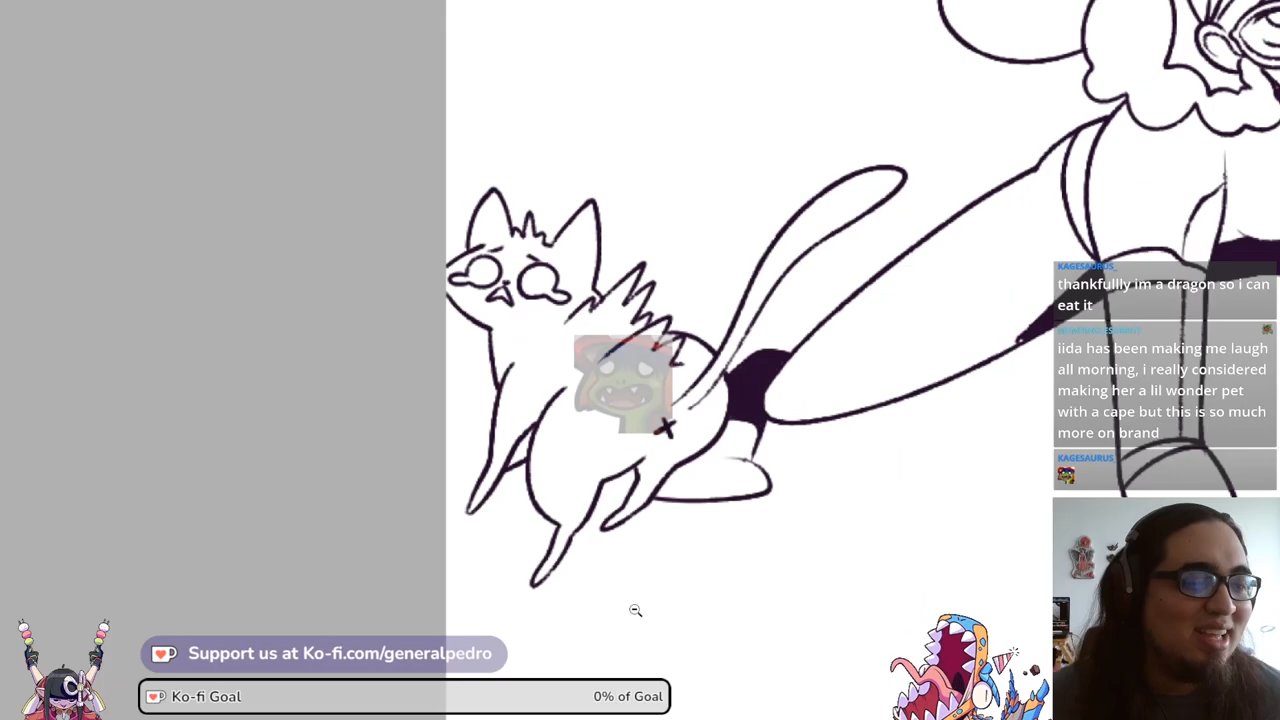 KAGESAURUS_
thankfullly im a dragon so i can
eat it
iida has been making me laugh
all morning, i really considered
making her a lil wonder pet
with a cape but this is so much
more on brand
KAGESAURUS_
Support us at Ko-fi.com/generalpedro
Ko-fi Goal
0% of Goal